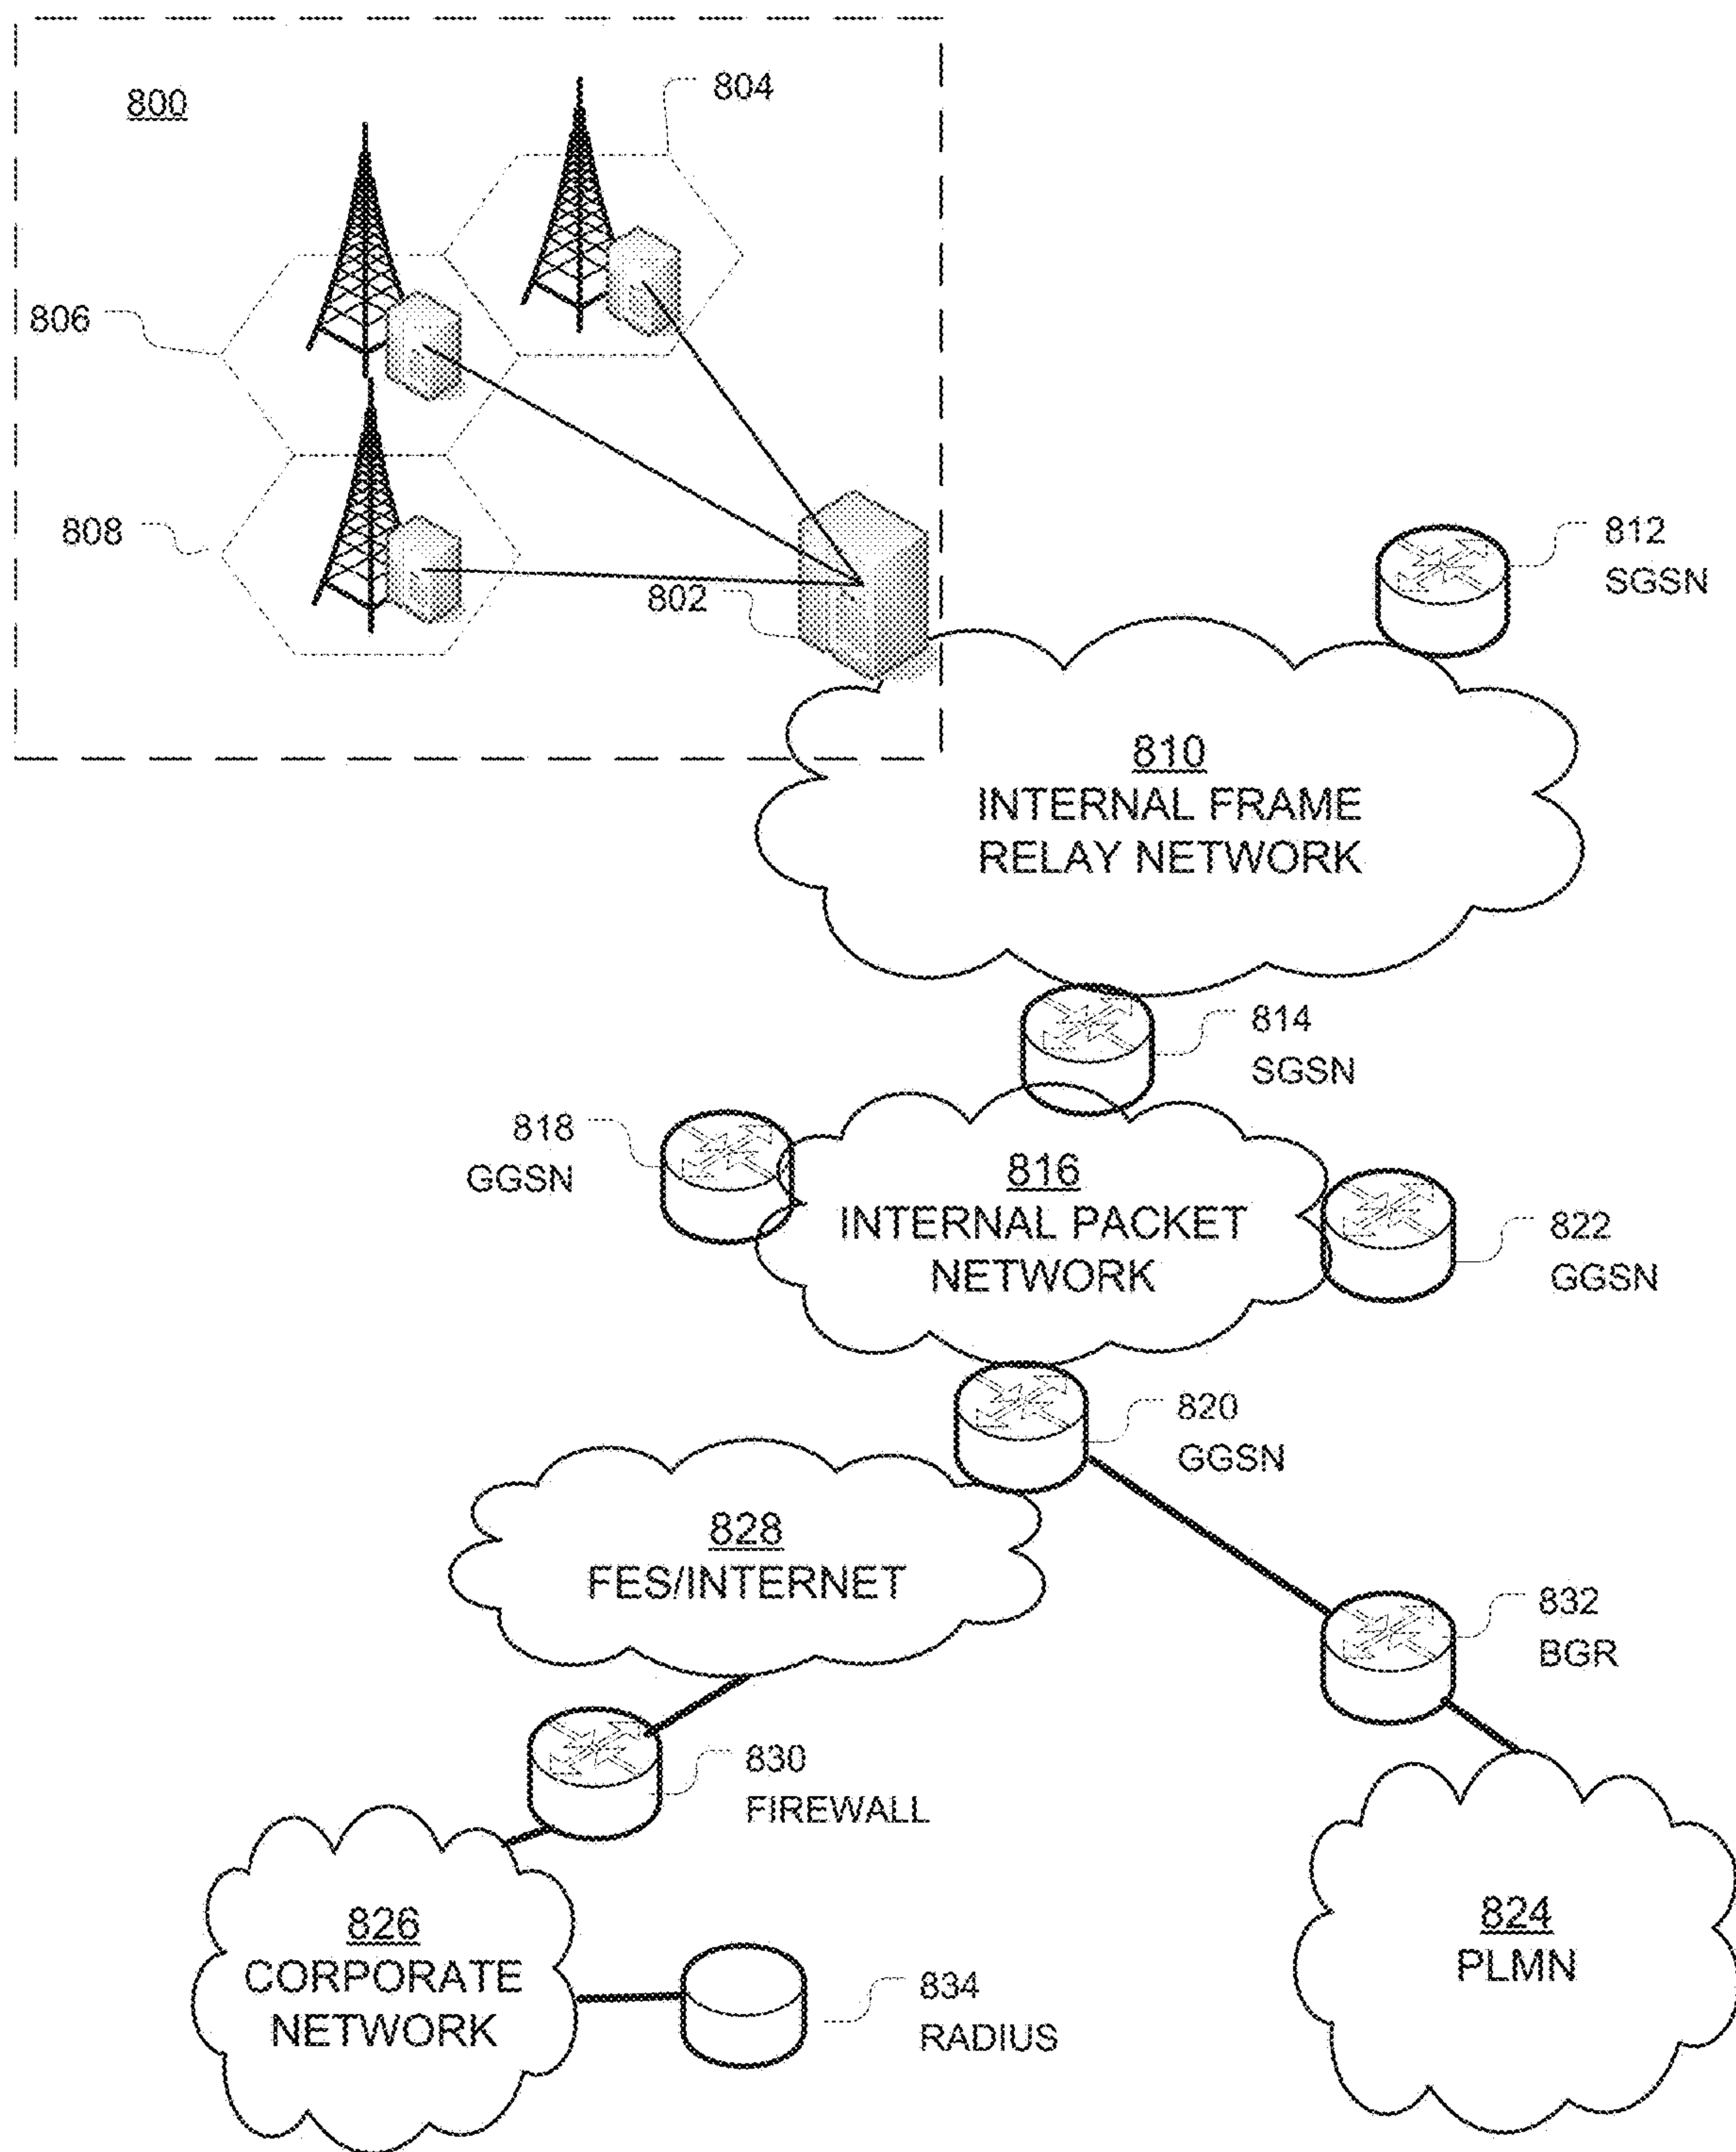 800
804
806
808
802
812
SGSN
810
INTERNAL FRAME
RELAY NETWORK
814
SGSN
818
GGSN
816
INTERNAL PACKET
NETWORK
822
GGSN
820
GGSN
828
FES/INTERNET
832
BGR
830
FIREWALL
826
CORPORATE
NETWORK
824
PLMN
834
RADIUS